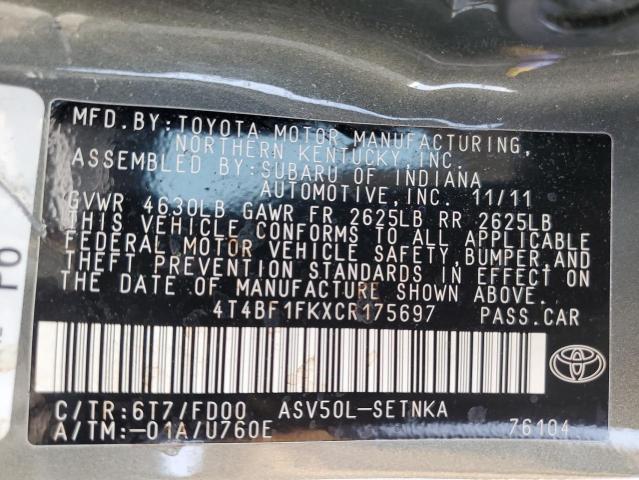 MFD.BY:TOYOTA MOTOR MANUFACTURING,
NORTHERN KENTUCKY,INC.
ASSEMBLED BY:SUBARU OF INDIANA
AUTOMOTIVE,INC. 11/11
GVWR 4630LB GAWR FR 2625LB RR 2625LB
THIS VEHICLE CONFORMS TO ALL APPLICABLE
FEDERAL MOTOR VEHICLE SAFETY,BUMPER,AND
THEFT PREVENTION STANDARDS IN EFFECT ON
THE DATE OF MANUFACTURE SHOWN ABOVE.
4T4BF1FKXCR175697 PASS.CAR
C/TR:6T7/FD00 ASV50L-SETNKA
A/TM:-01A/U760E 76104
TOYOTA